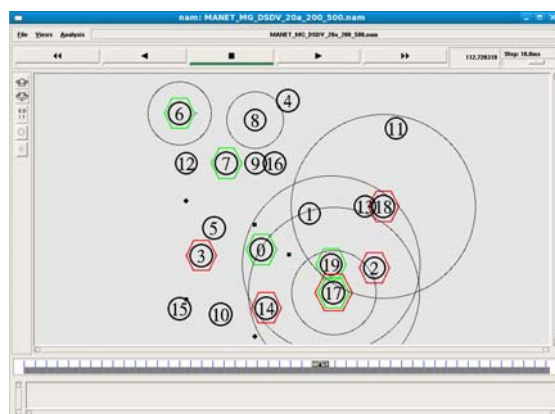 nam: MANET_MG_DSDV_20a_200_500.nam
File Views Analysis MANET_MG_DSDV_20a_200_500.nam
112.720319 Step: 10.0ms
4
6
8
11
12 7 9 16
13 18
1
5
0
3
19 2
17
15 10 14